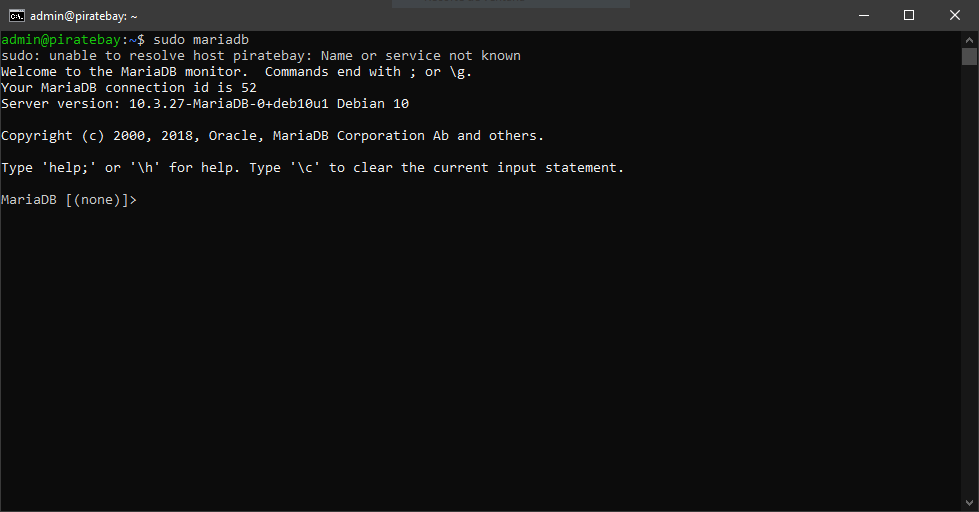 admin@piratebay: ~
admin@piratebay:~$ sudo mariadb
sudo: unable to resolve host piratebay: Name or service not known
Welcome to the MariaDB monitor.  Commands end with ; or \g.
Your MariaDB connection id is 52
Server version: 10.3.27-MariaDB-0+deb10u1 Debian 10
Copyright (c) 2000, 2018, Oracle, MariaDB Corporation Ab and others.
Type 'help;' or '\h' for help. Type '\c' to clear the current input statement.
MariaDB [(none)]>